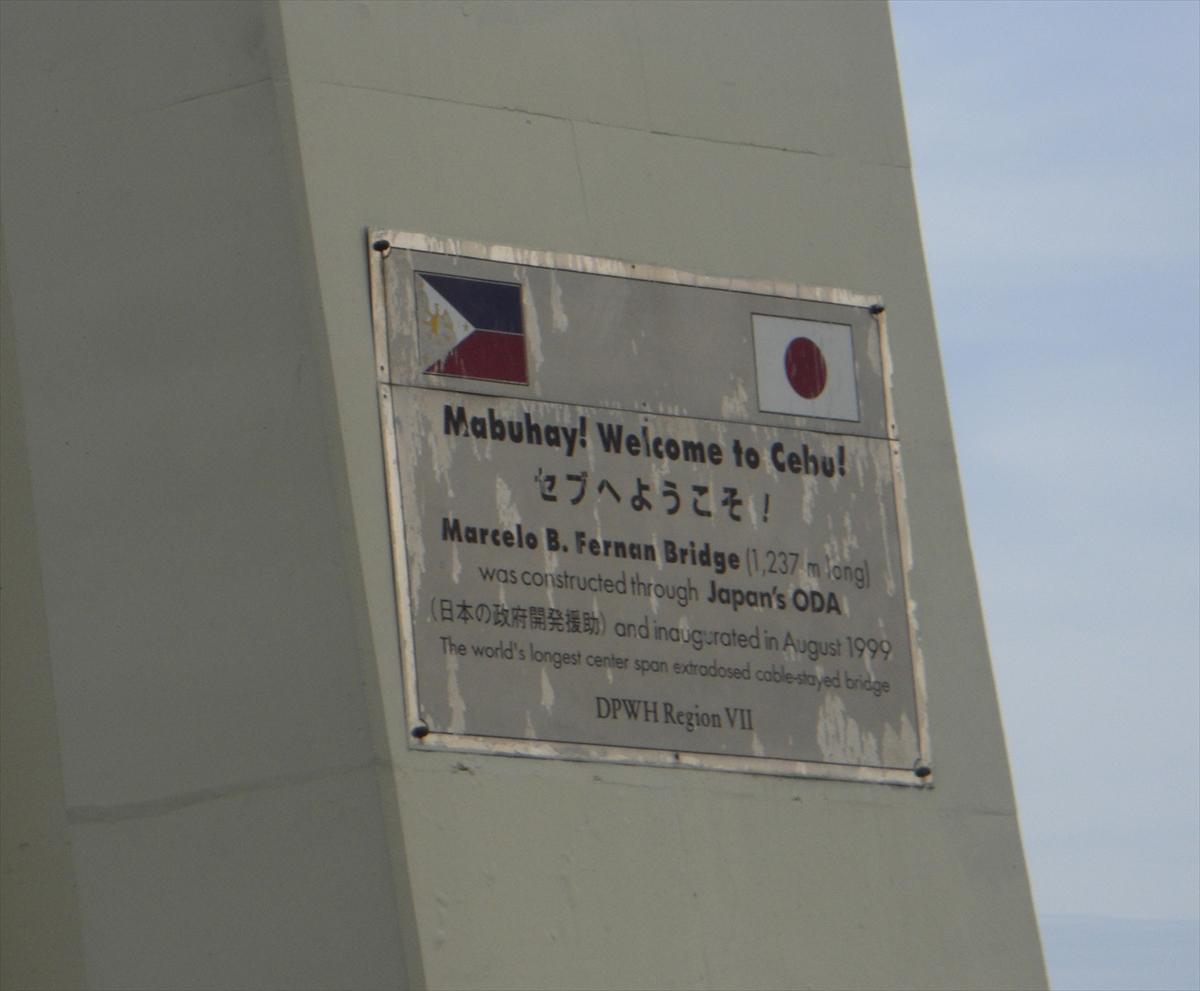 Mabuhay! Welcome to Cebu!
セブへようこそ!
Marcelo B. Fernan Bridge (1,237 m long)
was constructed through Japan's ODA
(日本の政府開発援助) and inaugurated in August 1999
The world's longest center span extradosed cable-stayed bridge
DPWH Region VII